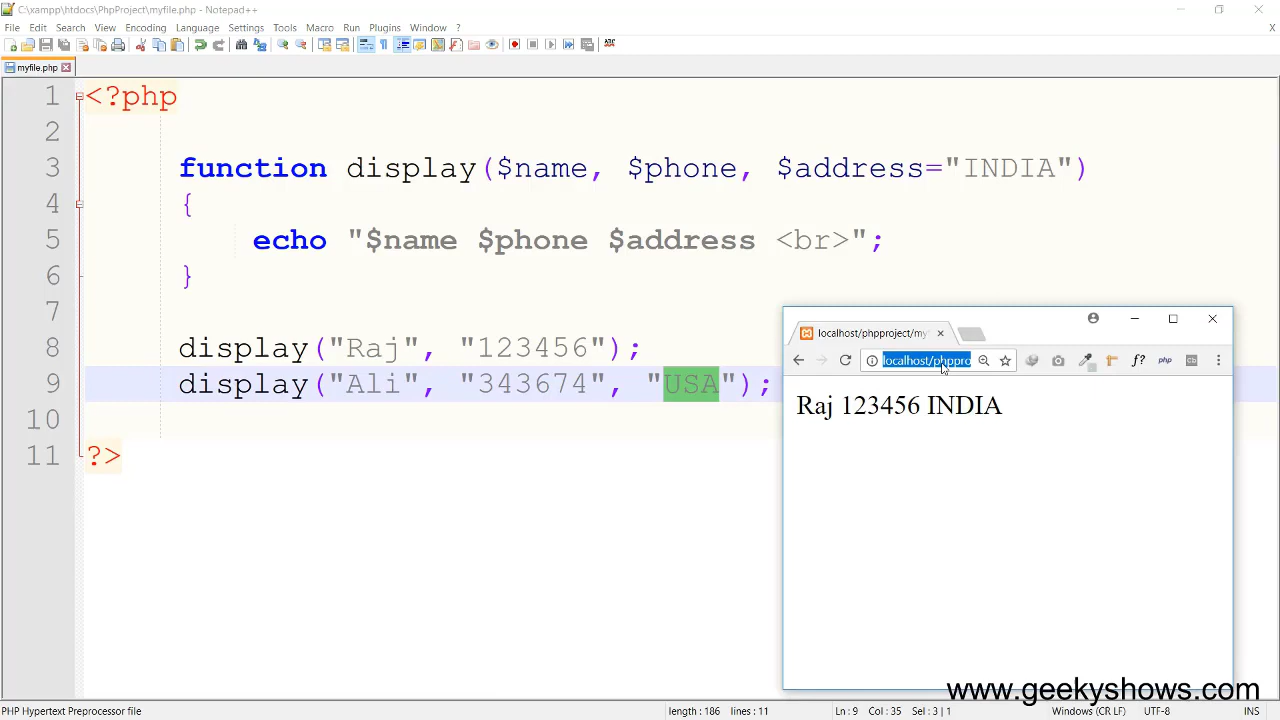 C:\xampp\htdocs\PhpProject\myfile.php - Notepad++
File Edit Search View Encoding Language Settings Tools Macro Run Plugins Window ? X
myfile.php
1 <?php
2
3 function display($name, $phone, $address="INDIA")
4 {
5 echo "$name $phone $address <br>";
6 }
7
8 display("Raj", "123456");
9 display("Ali", "343674", "USA");
10
11 ?>
localhost/phpproject/my
localhost/phppro
f? php Cb
Raj 123456 INDIA
www.geekyshows.com
PHP Hypertext Preprocessor file length : 186 lines : 11 Ln : 9 Col : 35 Sel : 3 | 1 Windows (CR LF) UTF-8 INS